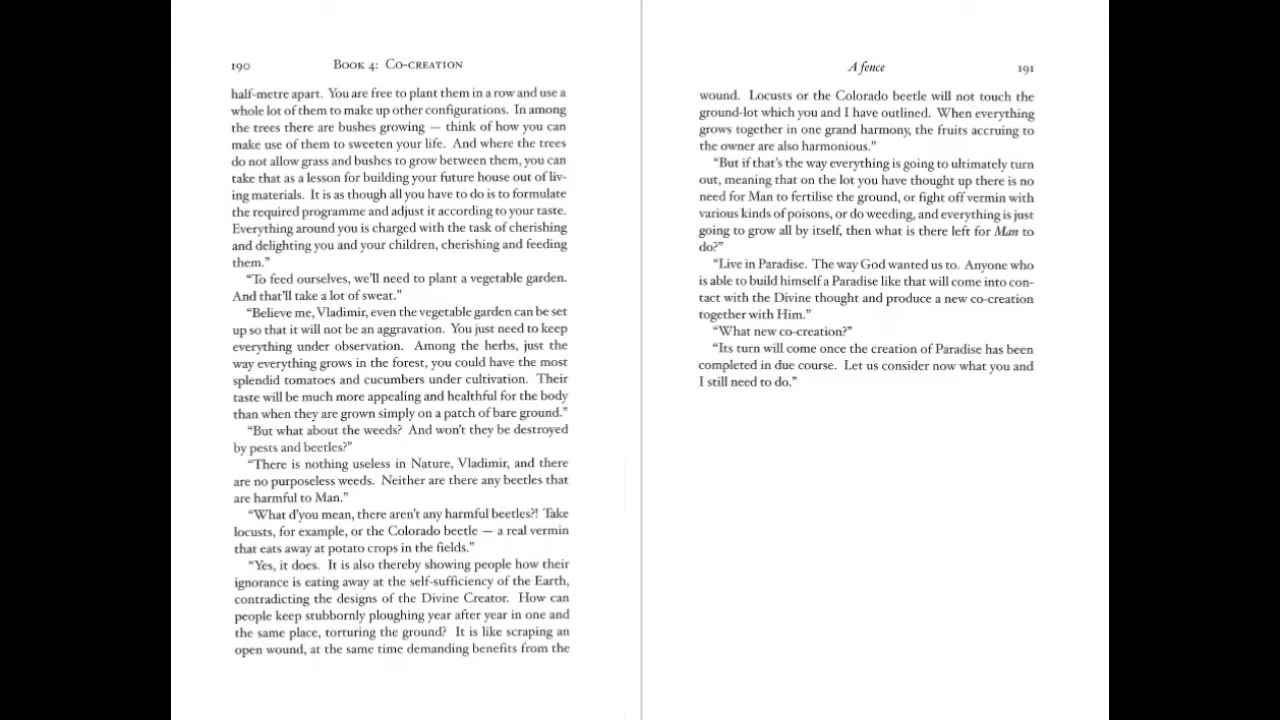 190 Book 4: Co-creation
half-metre apart. You are free to plant them in a row and use a
whole lot of them to make up other configurations. In among
the trees there are bushes growing — think of how you can
make use of them to sweeten your life. And where the trees
do not allow grass and bushes to grow between them, you can
take that as a lesson for building your future house out of liv-
ing materials. It is as though all you have to do is to formulate
the required programme and adjust it according to your taste.
Everything around you is charged with the task of cherishing
and delighting you and your children, cherishing and feeding
them.”
“To feed ourselves, we’ll need to plant a vegetable garden.
And that’ll take a lot of sweat.”
“Believe me, Vladimir, even the vegetable garden can be set
up so that it will not be an aggravation. You just need to keep
everything under observation. Among the herbs, just the
way everything grows in the forest, you could have the most
splendid tomatoes and cucumbers under cultivation. Their
taste will be much more appealing and healthful for the body
than when they are grown simply on a patch of bare ground.”
“But what about the weeds? And won’t they be destroyed
by pests and beetles?”
“There is nothing useless in Nature, Vladimir, and there
are no purposeless weeds. Neither are there any beetles that
are harmful to Man.”
“What d’you mean, there aren’t any harmful beetles?! Take
locusts, for example, or the Colorado beetle — a real vermin
that eats away at potato crops in the fields.”
“Yes, it does. It is also thereby showing people how their
ignorance is eating away at the self-sufficiency of the Earth,
contradicting the designs of the Divine Creator. How can
people keep stubbornly ploughing year after year in one and
the same place, torturing the ground? It is like scraping an
open wound, at the same time demanding benefits from the
A fence 191
wound. Locusts or the Colorado beetle will not touch the
ground-lot which you and I have outlined. When everything
grows together in one grand harmony, the fruits accruing to
the owner are also harmonious.”
“But if that’s the way everything is going to ultimately turn
out, meaning that on the lot you have thought up there is no
need for Man to fertilise the ground, or fight off vermin with
various kinds of poisons, or do weeding, and everything is just
going to grow all by itself, then what is there left for Man to
do?”
“Live in Paradise. The way God wanted us to. Anyone who
is able to build himself a Paradise like that will come into con-
tact with the Divine thought and produce a new co-creation
together with Him.”
“What new co-creation?”
“Its turn will come once the creation of Paradise has been
completed in due course. Let us consider now what you and
I still need to do.”